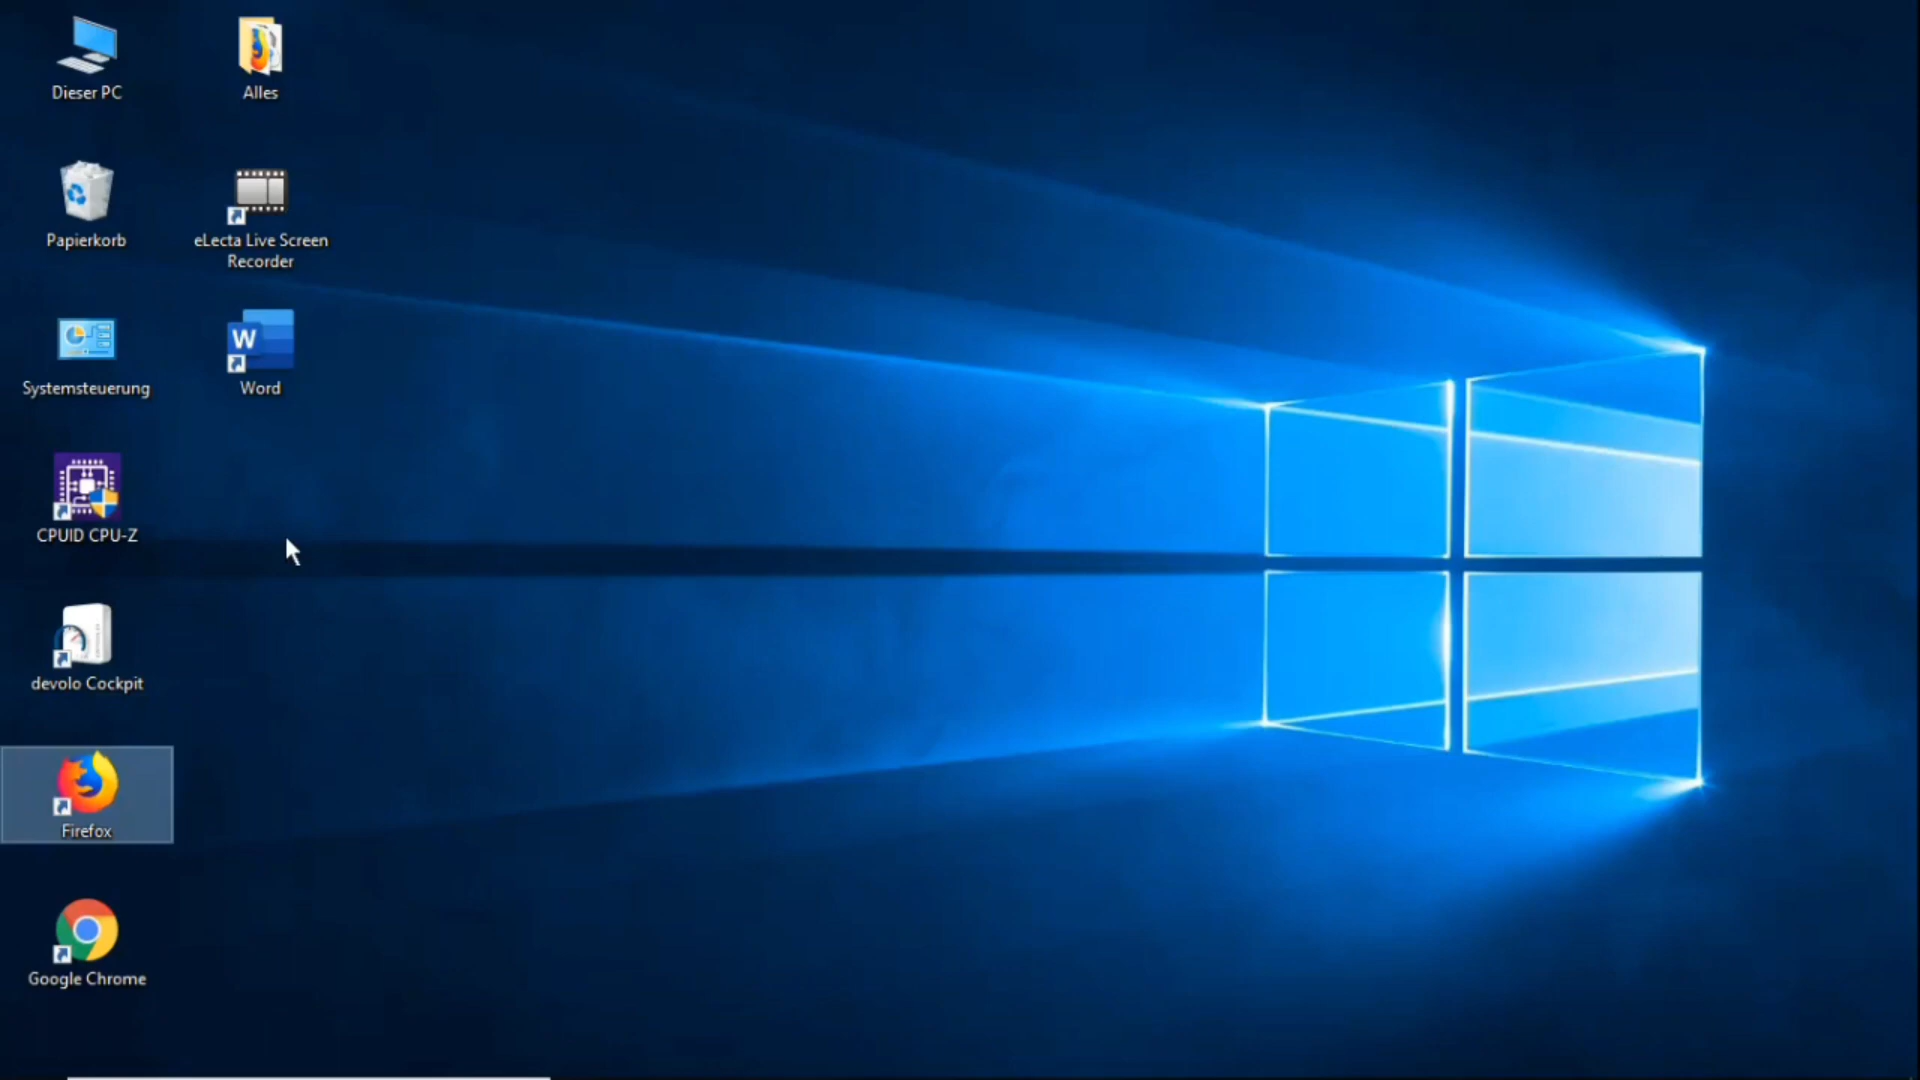 Dieser PC
Alles
Papierkorb
eLecta Live Screen
Recorder
Systemsteuerung
W
Word
CPUID CPU-Z
devolo Cockpit
Firefox
Google Chrome